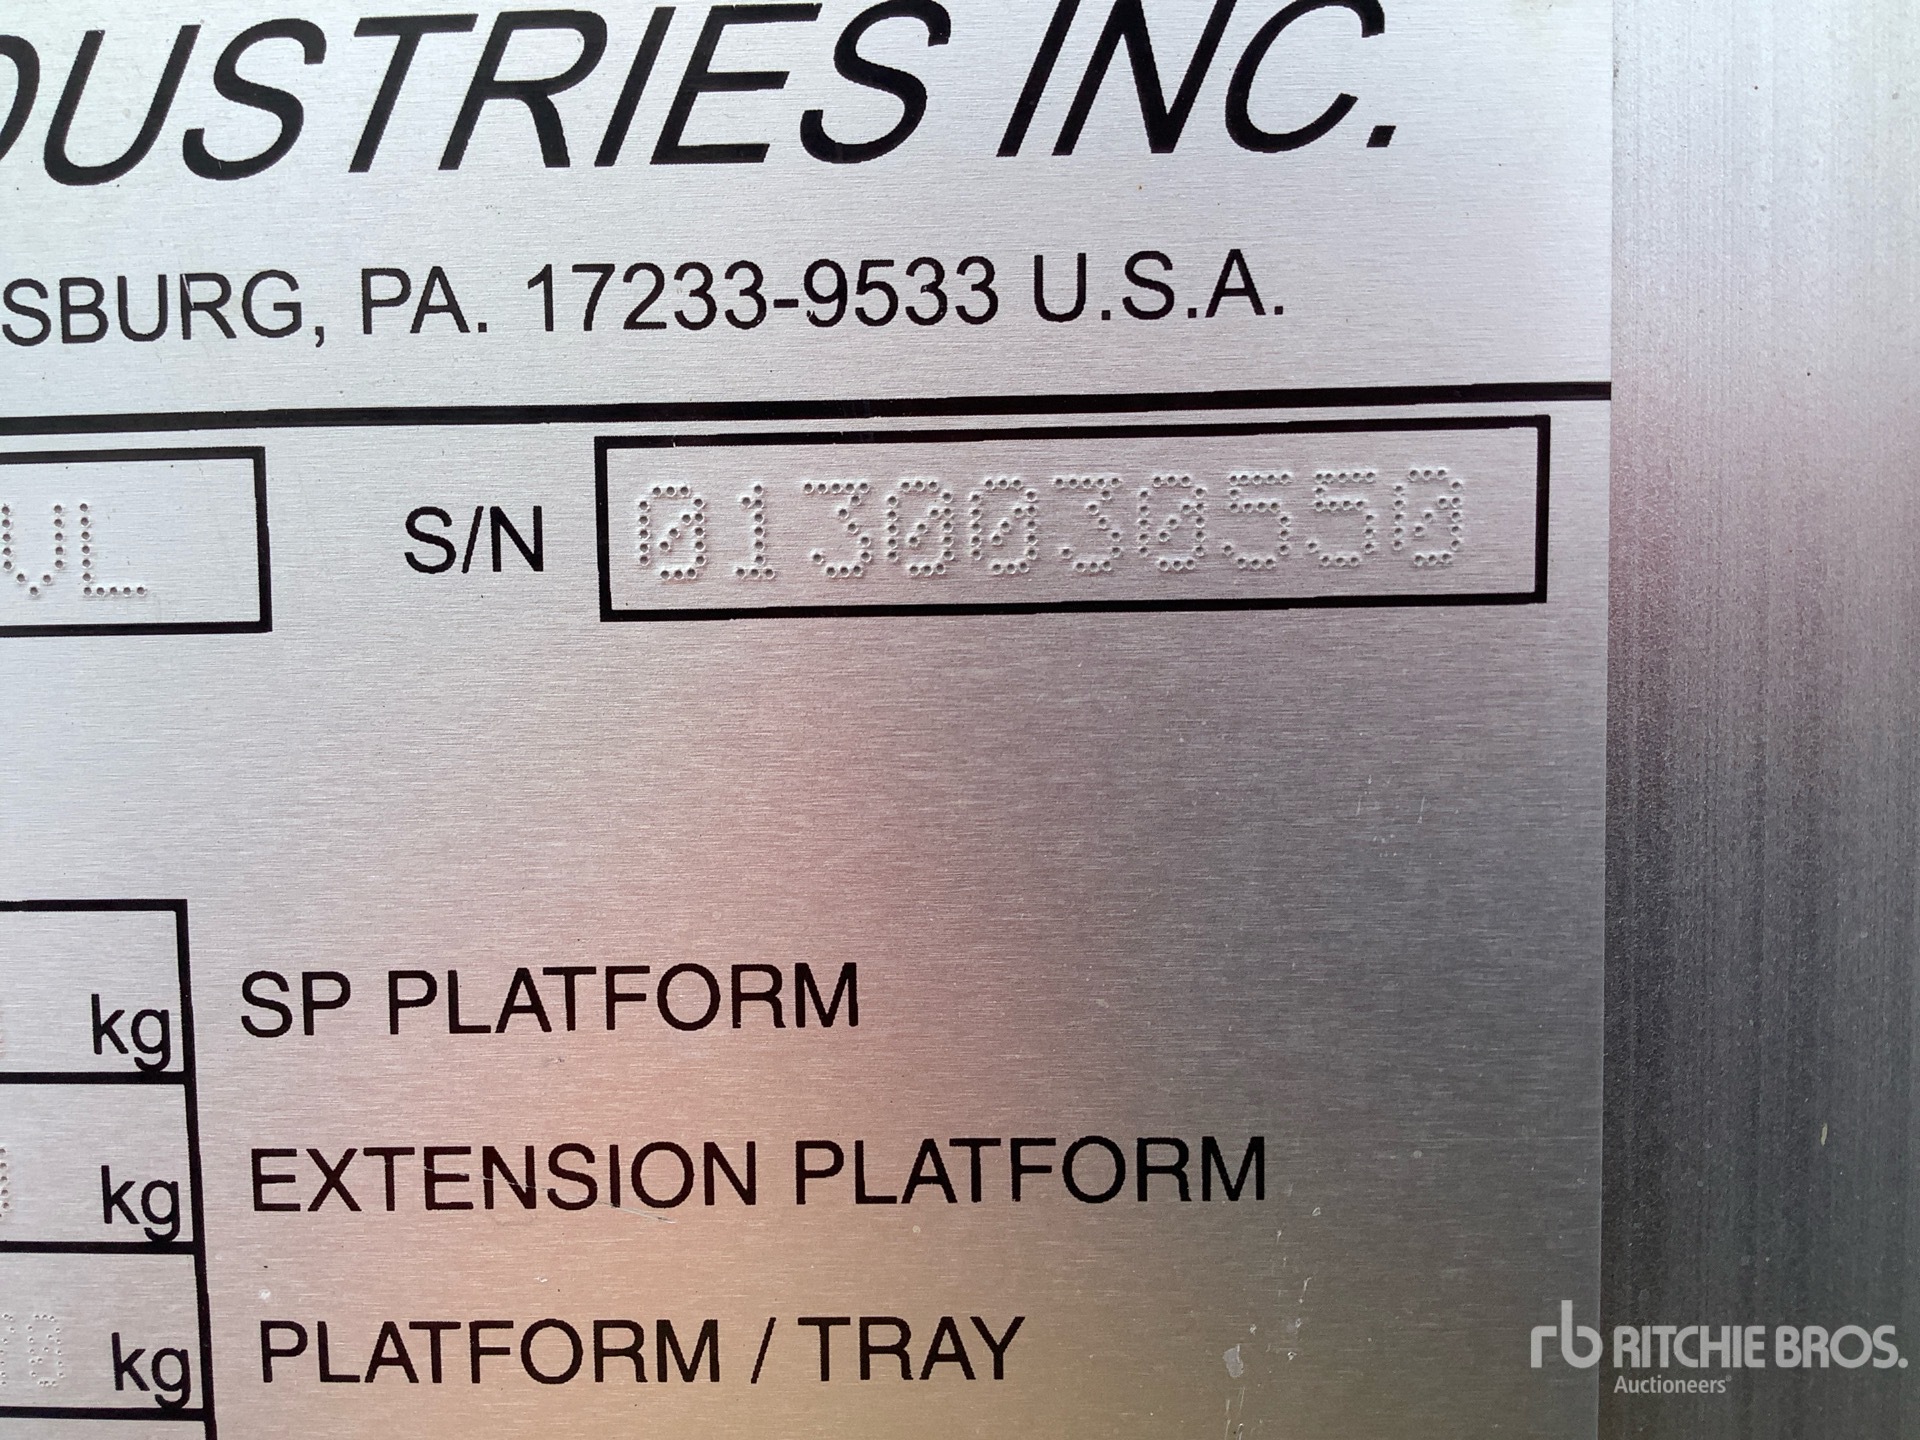 DUSTRIES INC.
SBURG, PA. 17233-9533 U.S.A.
VL S/N 0130030550
kg SP PLATFORM
kg EXTENSION PLATFORM
kg PLATFORM / TRAY
rb RITCHIE BROS.
Auctioneers